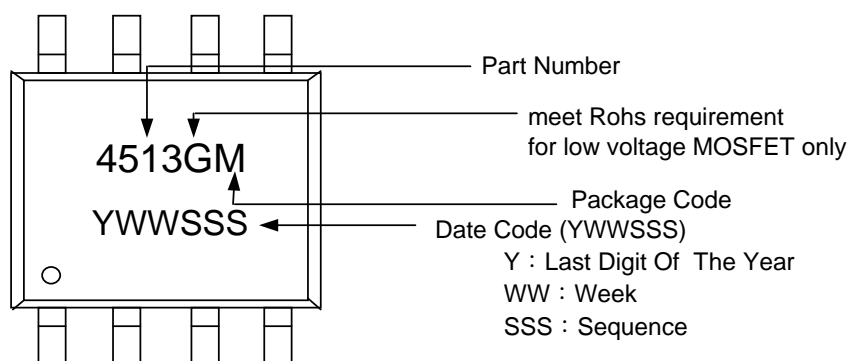 Part Number
meet Rohs requirement
for low voltage MOSFET only
4513GM
Package Code
YWWSSS
Date Code (YWWSSS)
Y：Last Digit Of The Year
WW：Week
SSS：Sequence